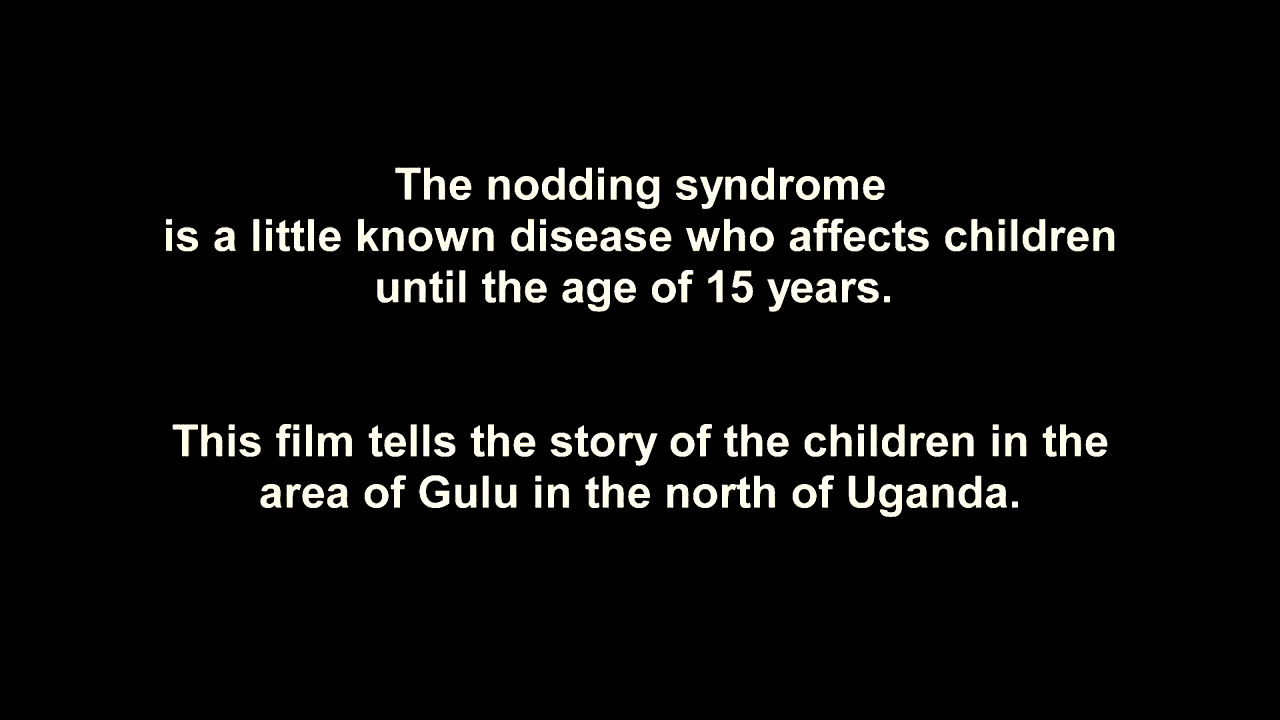 The nodding syndrome
is a little known disease who affects children
until the age of 15 years.
This film tells the story of the children in the
area of Gulu in the north of Uganda.